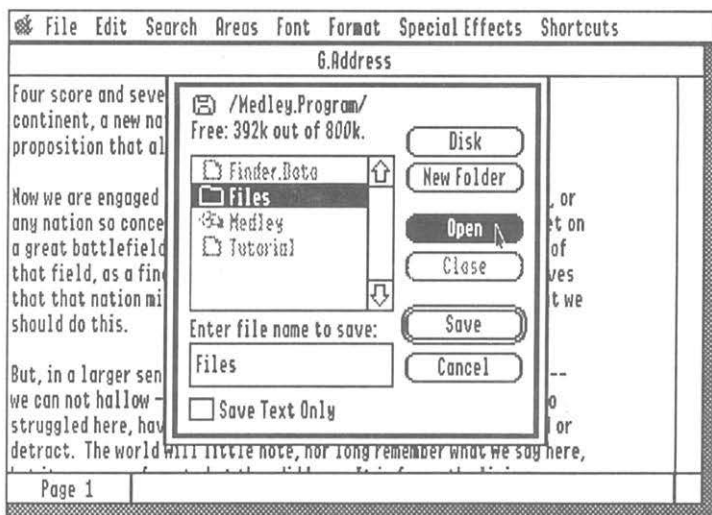 File Edit Search Areas Font Format Special Effects Shortcuts
G.Address
Four score and seve
continent, a new na
proposition that al
Now we are engaged
, or
any nation so conce
et on
a great battlefield
of
that field, as a fin
ves
that that nation mi
t we
should do this.
But, in a larger sen
--
we can not hallow -
o
struggled here, hav
or
detract. The world will little note, nor long remember what we say here,
/Medley.Program/
Free: 392k out of 800k.
Finder.Data
Files
Medley
Tutorial
Enter file name to save:
Files
Save Text Only
Disk
New Folder
Open
Close
Save
Cancel
Page 1